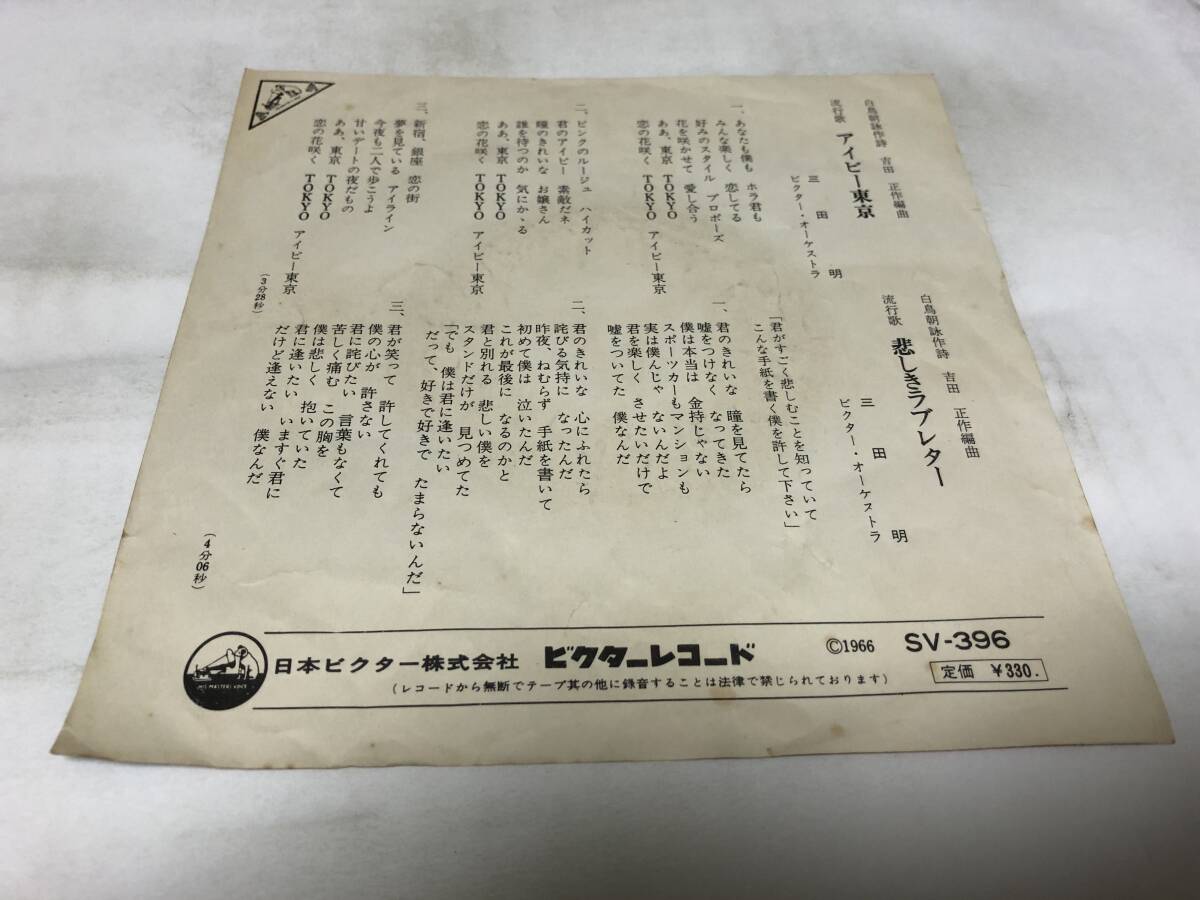 白鳥朝詠作詩 吉田 正作編曲
流行歌 アイビー東京
三田 明
ビクター・オーケストラ
一、あなたも僕も ホラ君も
みんな楽しく 恋してる
好みのスタイル プロポーズ
花を咲かせて 愛し合う
ああ、東京 TOKYO
恋の花咲く TOKYO アイビー東京
二、ピンクのルージュ ハイカット
君のアイビー 素敵だネ
瞳のきれいな お嬢さん
誰を待つのか 気にかゝる
ああ、東京 TOKYO
恋の花咲く TOKYO アイビー東京
三、新宿 銀座 恋の街
夢を見ている アイライン
今夜も二人で歩こうよ
甘いデートの夜だもの
ああ、東京 TOKYO
恋の花咲く TOKYO アイビー東京
(3分28秒)
白鳥朝詠作詩 吉田 正作編曲
流行歌 悲しきラブレター
三田 明
ビクター・オーケストラ
「君がすごく悲しむことを知っていて
こんな手紙を書く僕を許して下さい」
一、君のきれいな 瞳を見てたら
嘘をつけなく なってきた
僕は本当は 金持じゃない
スポーツカーもマンションも
実は僕んじゃ ないんだよ
君を楽しく させたいだけで
嘘をついてた 僕なんだ
二、君のきれいな 心にふれたら
詫びる気持に なったんだ
昨夜、ねむらず 手紙を書いて
初めて僕は 泣いたんだ
これが最後に なるのかと
君と別れる 悲しい僕を
スタンドだけが 見つめてた
「でも 僕は君に逢いたい
だって、好きで好きで たまらないんだ」
三、君が笑って 許してくれても
僕の心が 許さない
君に詫びたい 言葉もなくて
苦しく痛む この胸を
僕は悲しく 抱いていた
君に逢いたい いますぐ君に
だけど逢えない 僕なんだ
(4分06秒)
HIS MASTER'S VOICE
日本ビクター株式会社 ビクターレコード ©1966 SV-396
(レコードから無断でテープ其の他に録音することは法律で禁じられております) 定価 ¥330.